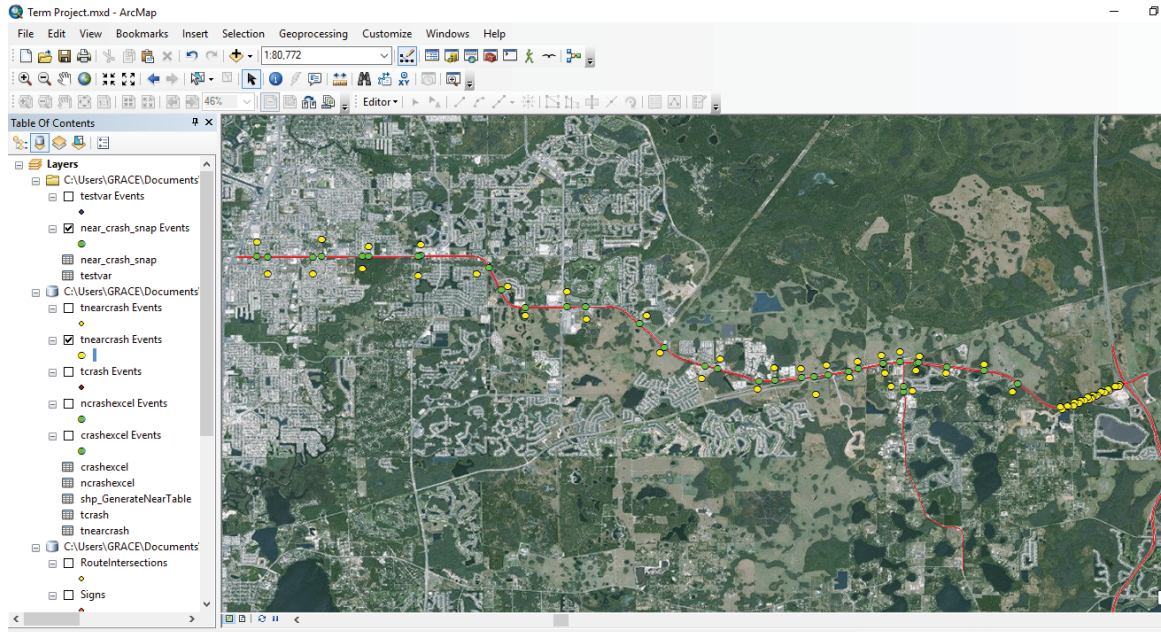 Term Project.mxd - ArcMap
File Edit View Bookmarks Insert Selection Geoprocessing Customize Windows Help
1:80,772
46% Editor
Table Of Contents
Layers
C:\Users\GRACE\Documents'
testvar Events
near_crash_snap Events
near_crash_snap
testvar
C:\Users\GRACE\Documents'
tnearcrash Events
tnearcrash Events
tcrash Events
ncrashexcel Events
crashexcel Events
crashexcel
ncrashexcel
shp_GenerateNearTable
tcrash
tnearcrash
C:\Users\GRACE\Documents'
RouteIntersections
Signs